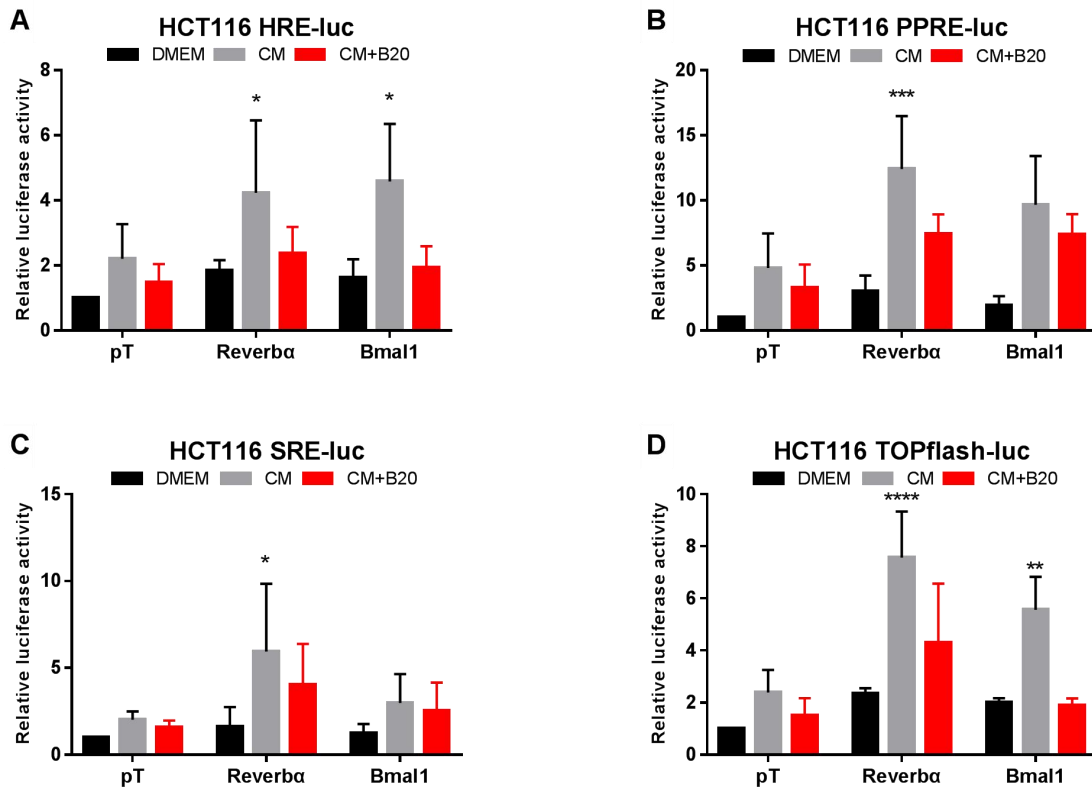 A
HCT116 HRE-luc
DMEM CM CM+B20
Relative luciferase activity
8
6
4
2
0
* *
pT Reverbα Bmal1
B
HCT116 PPRE-luc
DMEM CM CM+B20
Relative luciferase activity
20
15
10
5
0
***
pT Reverbα Bmal1
C
HCT116 SRE-luc
DMEM CM CM+B20
Relative luciferase activity
15
10
5
0
*
pT Reverbα Bmal1
D
HCT116 TOPflash-luc
DMEM CM CM+B20
Relative luciferase activity
10
8
6
4
2
0
**** **
pT Reverbα Bmal1